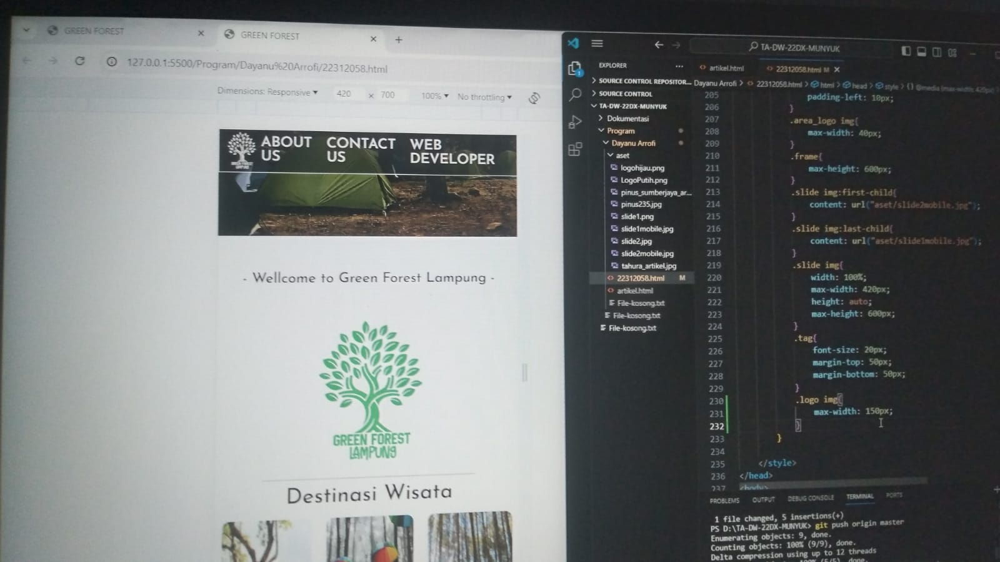 GREEN FOREST
GREEN FOREST
127.0.0.1:5500/Program/Dayanu%20Arrofi/22312058.html
Dimensions: Responsive
420 × 700
100%
No throttling
ABOUT US
CONTACT US
WEB DEVELOPER
GREEN FOREST
LAMPUNG
- Wellcome to Green Forest Lampung -
GREEN FOREST
LAMPUNG
Destinasi Wisata
TA-DW-22DX-MUNYUK
EXPLORER
SOURCE CONTROL REPOSITOR...
SOURCE CONTROL
TA-DW-22DX-MUNYUK
Dokumentasi
Program
Dayanu Arrofi
aset
logohijau.png
LogoPutih.png
pinus_sumberjaya_ar...
pinus235.jpg
slide1.png
slide1mobile.jpg
slide2.jpg
slide2mobile.jpg
tahura_artikel.jpg
22312058.html M
artikel.html
File-kosong.txt
File-kosong.txt
File-kosong.txt
artikel.html
22312058.html M
Dayanu Arrofi > 22312058.html > html > head > style > {} @media (max-width: 420px)
205 padding-left: 10px;
206 }
207 .area_logo img{
208 max-width: 40px;
209 }
210 .frame{
211 max-height: 600px;
212 }
213 .slide img:first-child{
214 content: url("aset/slide2mobile.jpg");
215 }
216 .slide img:last-child{
217 content: url("aset/slide1mobile.jpg");
218 }
219 .slide img{
220 width: 100%;
221 max-width: 420px;
222 height: auto;
223 max-height: 600px;
224 }
225 .tag{
226 font-size: 20px;
227 margin-top: 50px;
228 margin-bottom: 50px;
229 }
230 .logo img{
231 max-width: 150px;
232 }
233 }
234
235 </style>
236 </head>
237 <body>
PROBLEMS OUTPUT DEBUG CONSOLE TERMINAL PORTS
1 file changed, 5 insertions(+)
PS D:\TA-DW-22DX-MUNYUK> git push origin master
Enumerating objects: 9, done.
Counting objects: 100% (9/9), done.
Delta compression using up to 12 threads
100% (5/5), done.